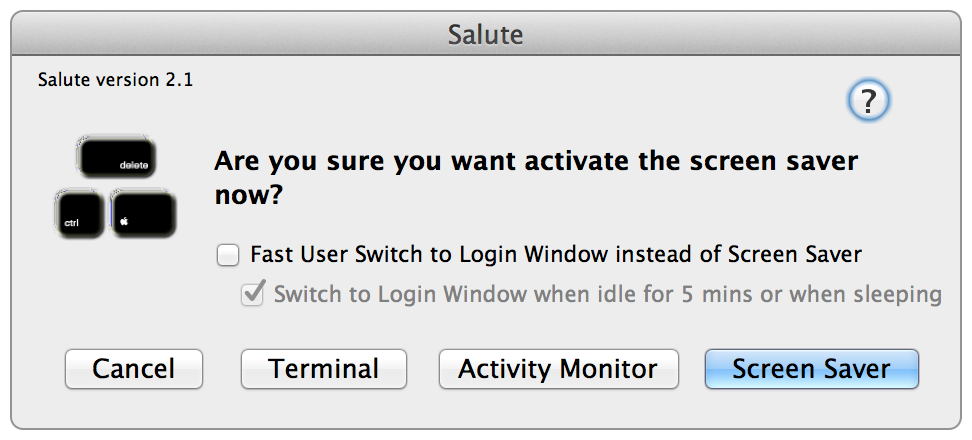 Salute
Salute version 2.1
?
delete
Are you sure you want activate the screen saver
now?
ctrl
Fast User Switch to Login Window instead of Screen Saver
Switch to Login Window when idle for 5 mins or when sleeping
Cancel
Terminal
Activity Monitor
Screen Saver